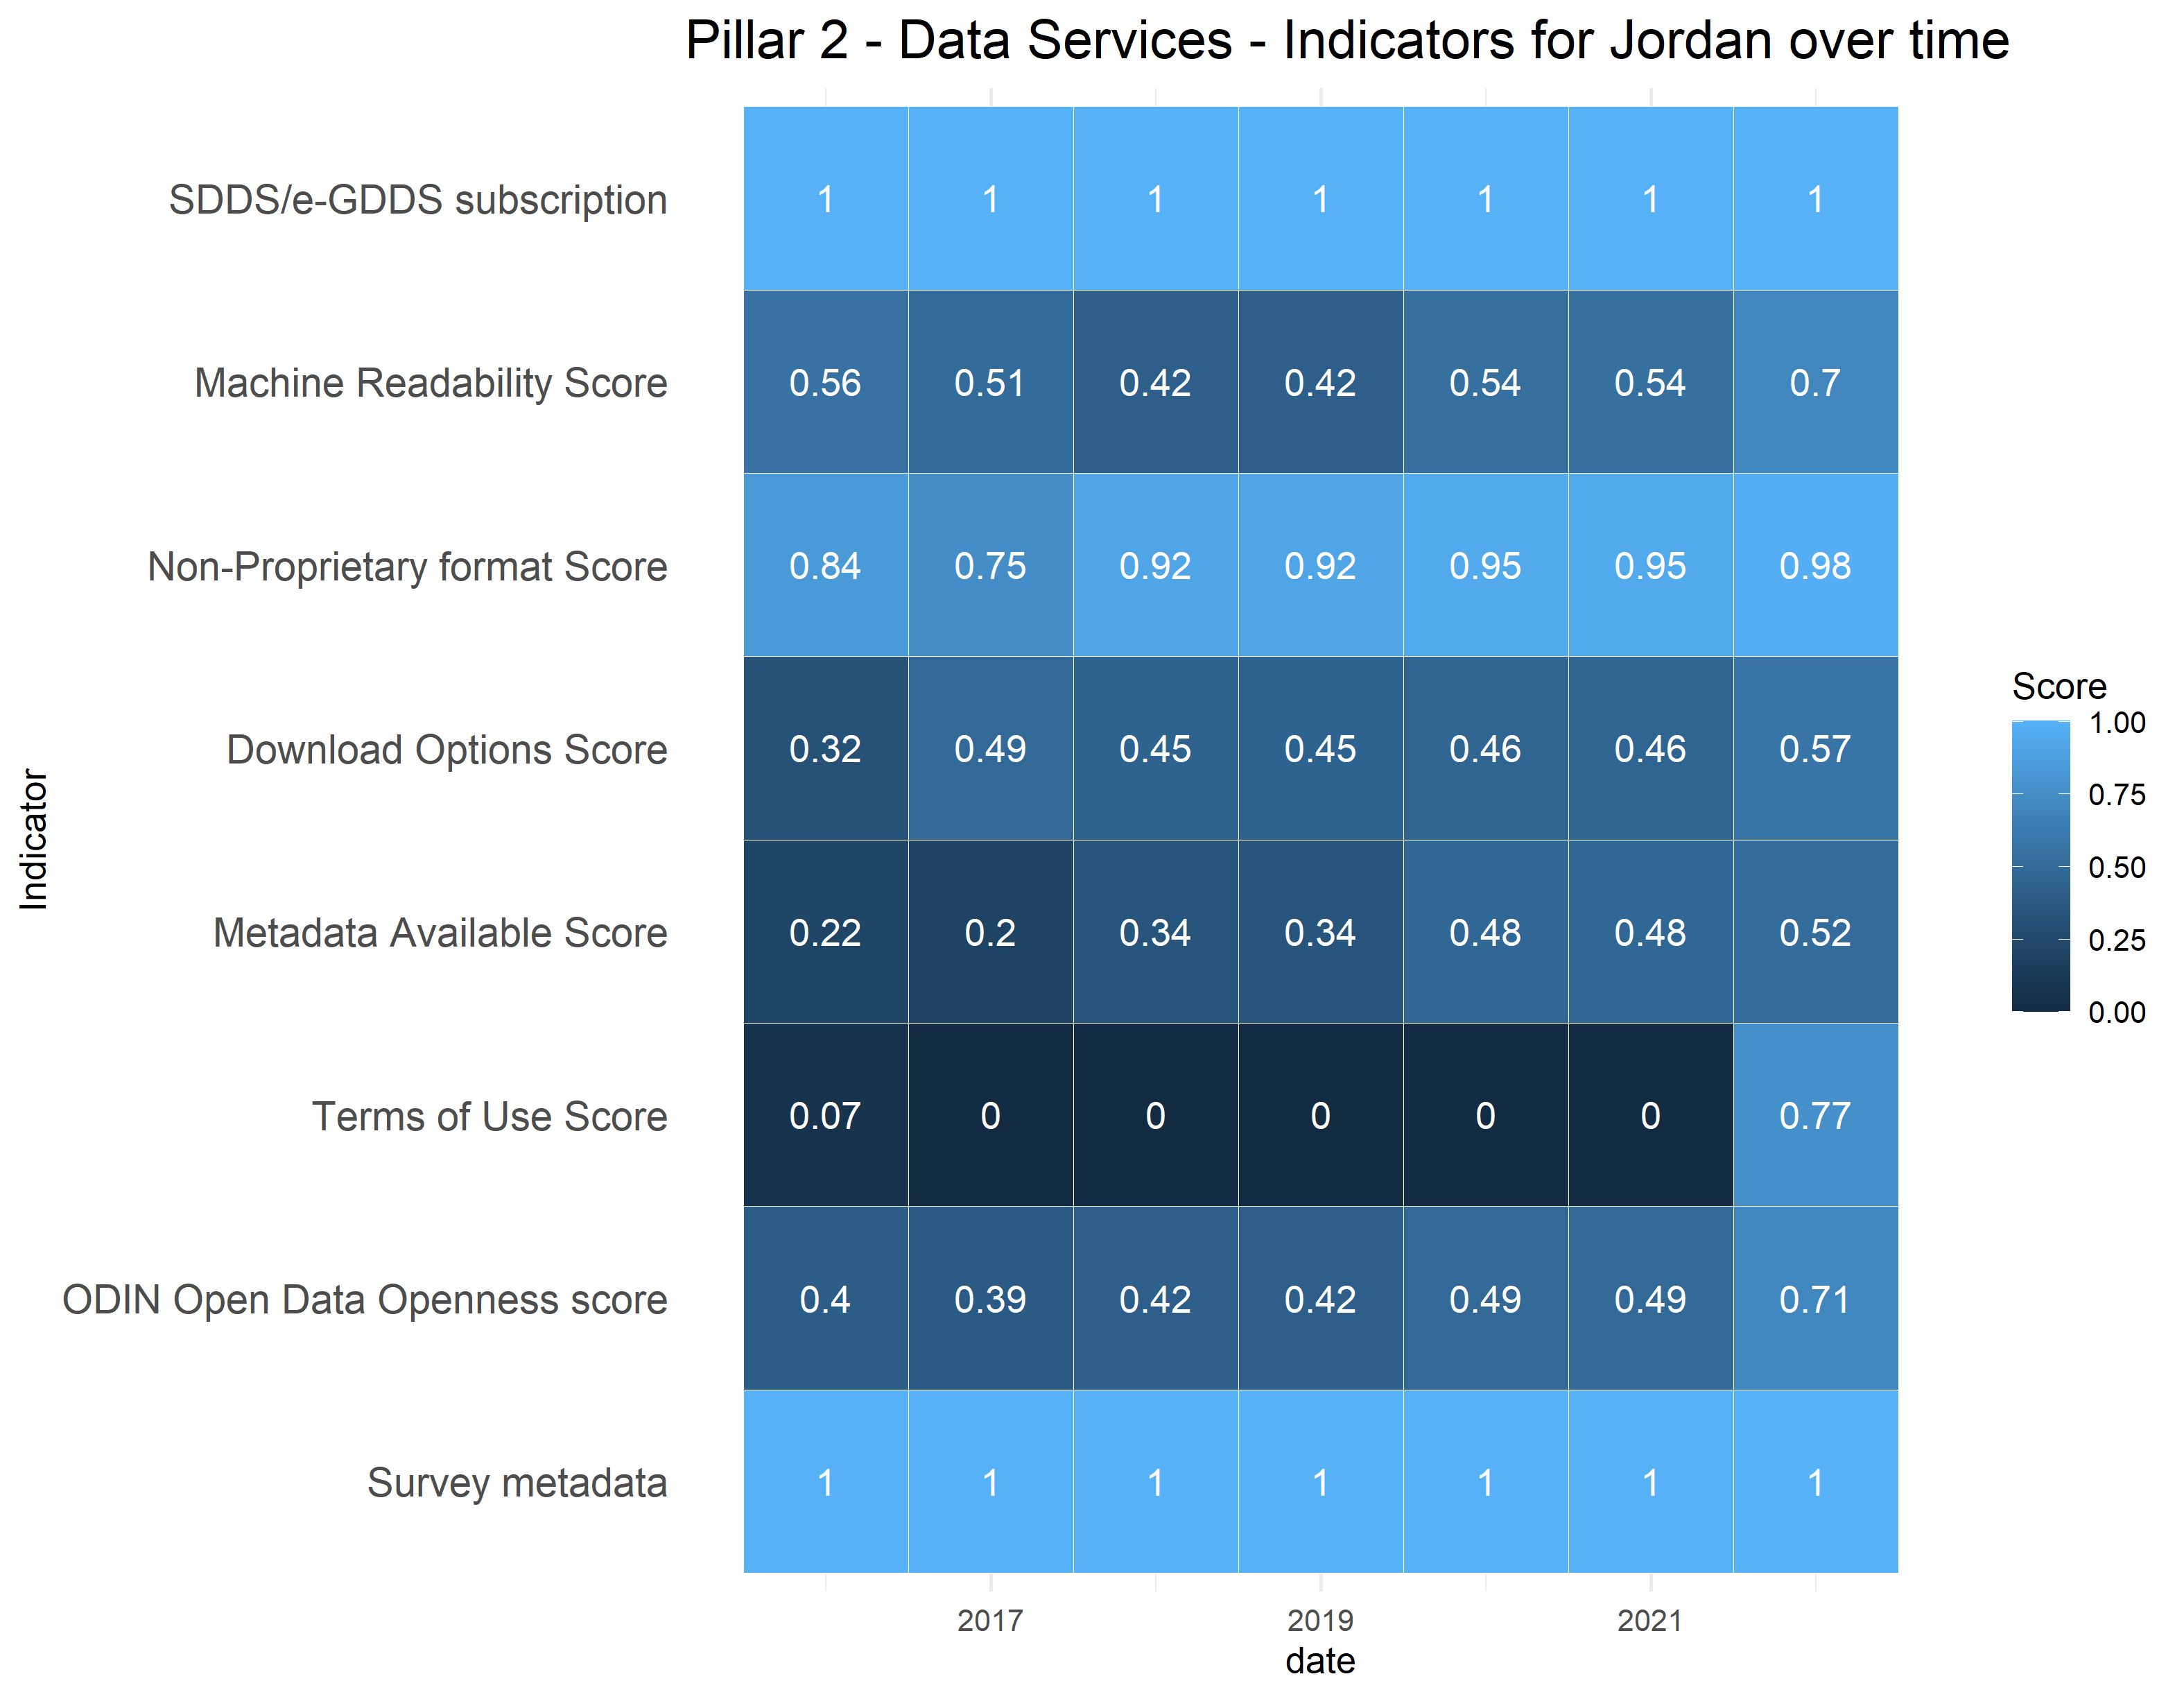 Pillar 2 - Data Services - Indicators for Jordan over time
SDDS/e-GDDS subscription 1 1 1 1 1 1 1
Machine Readability Score 0.56 0.51 0.42 0.42 0.54 0.54 0.7
Non-Proprietary format Score 0.84 0.75 0.92 0.92 0.95 0.95 0.98
Download Options Score 0.32 0.49 0.45 0.45 0.46 0.46 0.57
Metadata Available Score 0.22 0.2 0.34 0.34 0.48 0.48 0.52
Terms of Use Score 0.07 0 0 0 0 0 0.77
ODIN Open Data Openness score 0.4 0.39 0.42 0.42 0.49 0.49 0.71
Survey metadata 1 1 1 1 1 1 1
2017 2019 2021
date
Indicator
Score
1.00
0.75
0.50
0.25
0.00